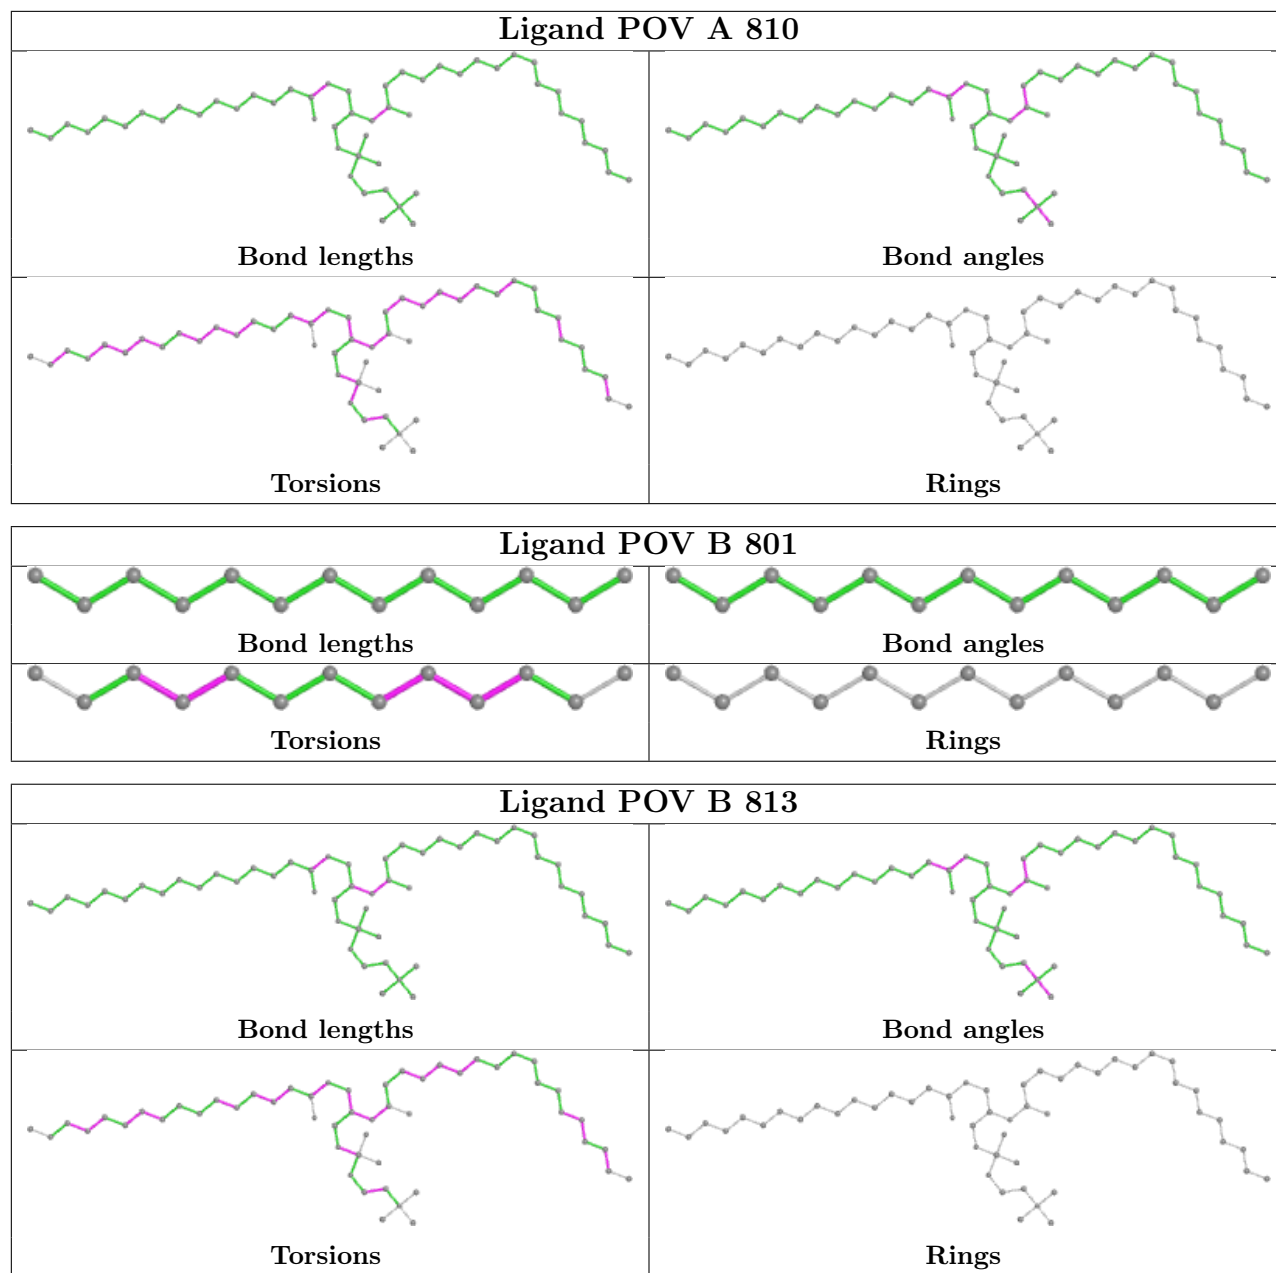 Ligand POV A 810
Bond lengths
Bond angles
Torsions
Rings
Ligand POV B 801
Bond lengths
Bond angles
Torsions
Rings
Ligand POV B 813
Bond lengths
Bond angles
Torsions
Rings